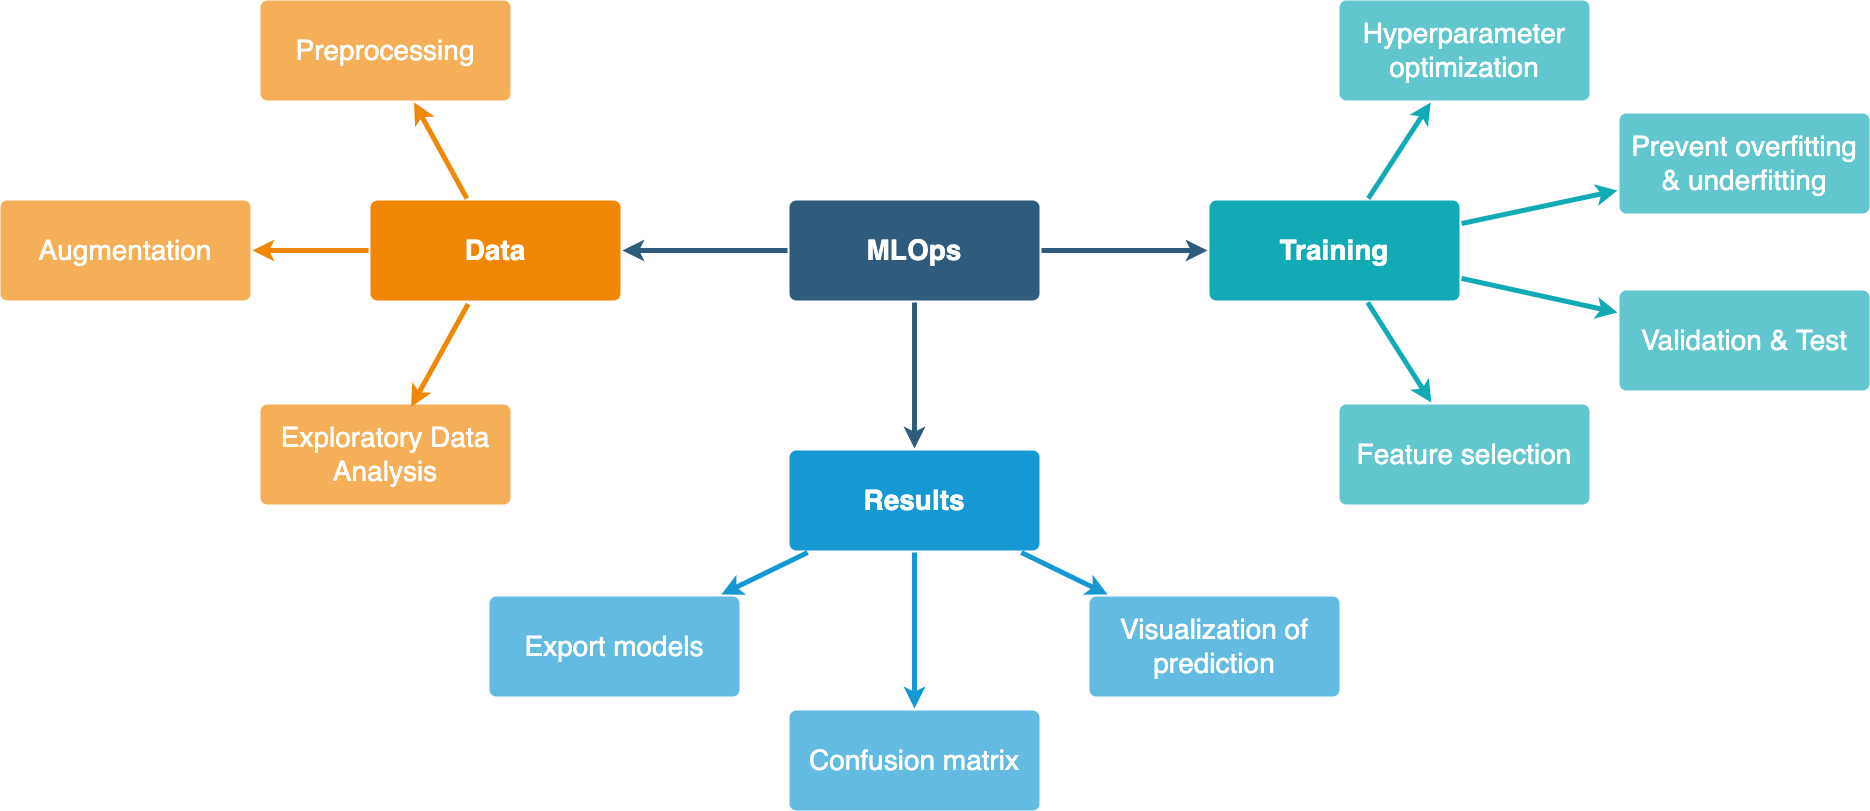 Preprocessing
Hyperparameter
optimization
Prevent overfitting
& underfitting
Augmentation
Data
MLOps
Training
Validation & Test
Exploratory Data
Analysis
Feature selection
Results
Export models
Visualization of
prediction
Confusion matrix